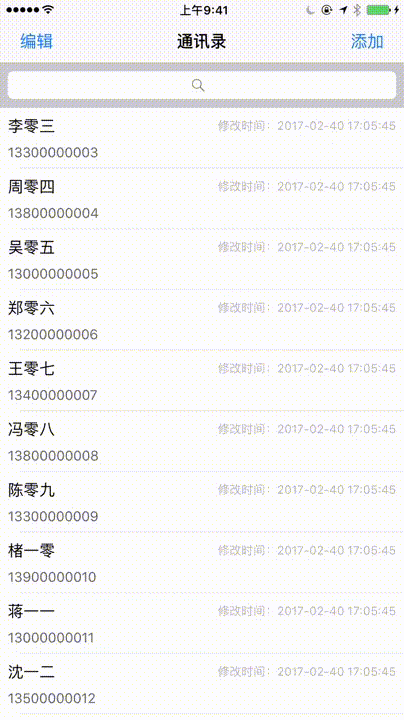 上午9:41
编辑 通讯录 添加
李零三 修改时间：2017-02-40 17:05:45
13300000003
周零四 修改时间：2017-02-40 17:05:45
13800000004
吴零五 修改时间：2017-02-40 17:05:45
13000000005
郑零六 修改时间：2017-02-40 17:05:45
13200000006
王零七 修改时间：2017-02-40 17:05:45
13400000007
冯零八 修改时间：2017-02-40 17:05:45
13800000008
陈零九 修改时间：2017-02-40 17:05:45
13300000009
楮一零 修改时间：2017-02-40 17:05:45
13900000010
蒋一一 修改时间：2017-02-40 17:05:45
13000000011
沈一二 修改时间：2017-02-40 17:05:45
13500000012